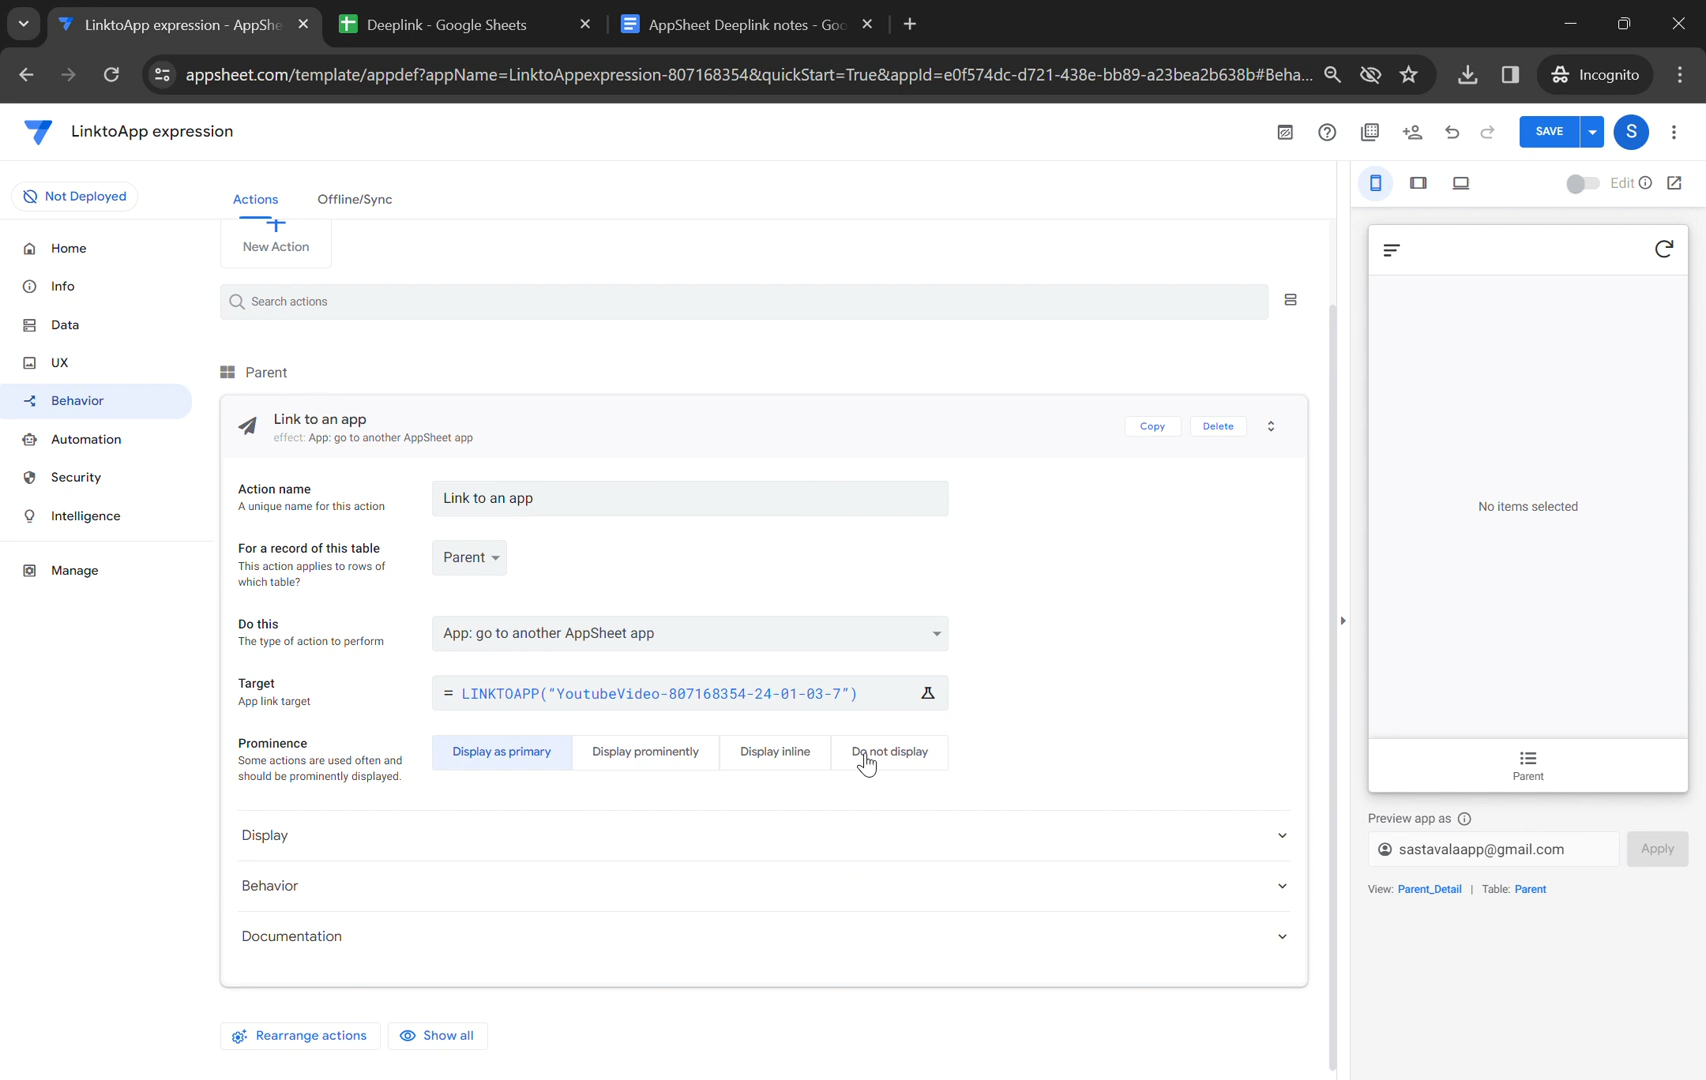 LinktoApp expression - AppShe
Deeplink - Google Sheets
AppSheet Deeplink notes - Goo
appsheet.com/template/appdef?appName=LinktoAppexpression-807168354&quickStart=True&appId=e0f574dc-d721-438e-bb89-a23bea2b638b#Beha...
Incognito
LinktoApp expression
SAVE
S
Not Deployed
Actions
Offline/Sync
Edit
Home
Info
Data
UX
Behavior
Automation
Security
Intelligence
Manage
New Action
Search actions
Parent
Link to an app
effect: App: go to another AppSheet app
Copy
Delete
Action name
A unique name for this action
Link to an app
For a record of this table
This action applies to rows of
which table?
Parent
Do this
The type of action to perform
App: go to another AppSheet app
Target
App link target
= LINKTOAPP("YoutubeVideo-807168354-24-01-03-7")
Prominence
Some actions are used often and
should be prominently displayed.
Display as primary
Display prominently
Display inline
Do not display
Display
Behavior
Documentation
Rearrange actions
Show all
No items selected
Parent
Preview app as
sastavalaapp@gmail.com
Apply
View: Parent_Detail | Table: Parent